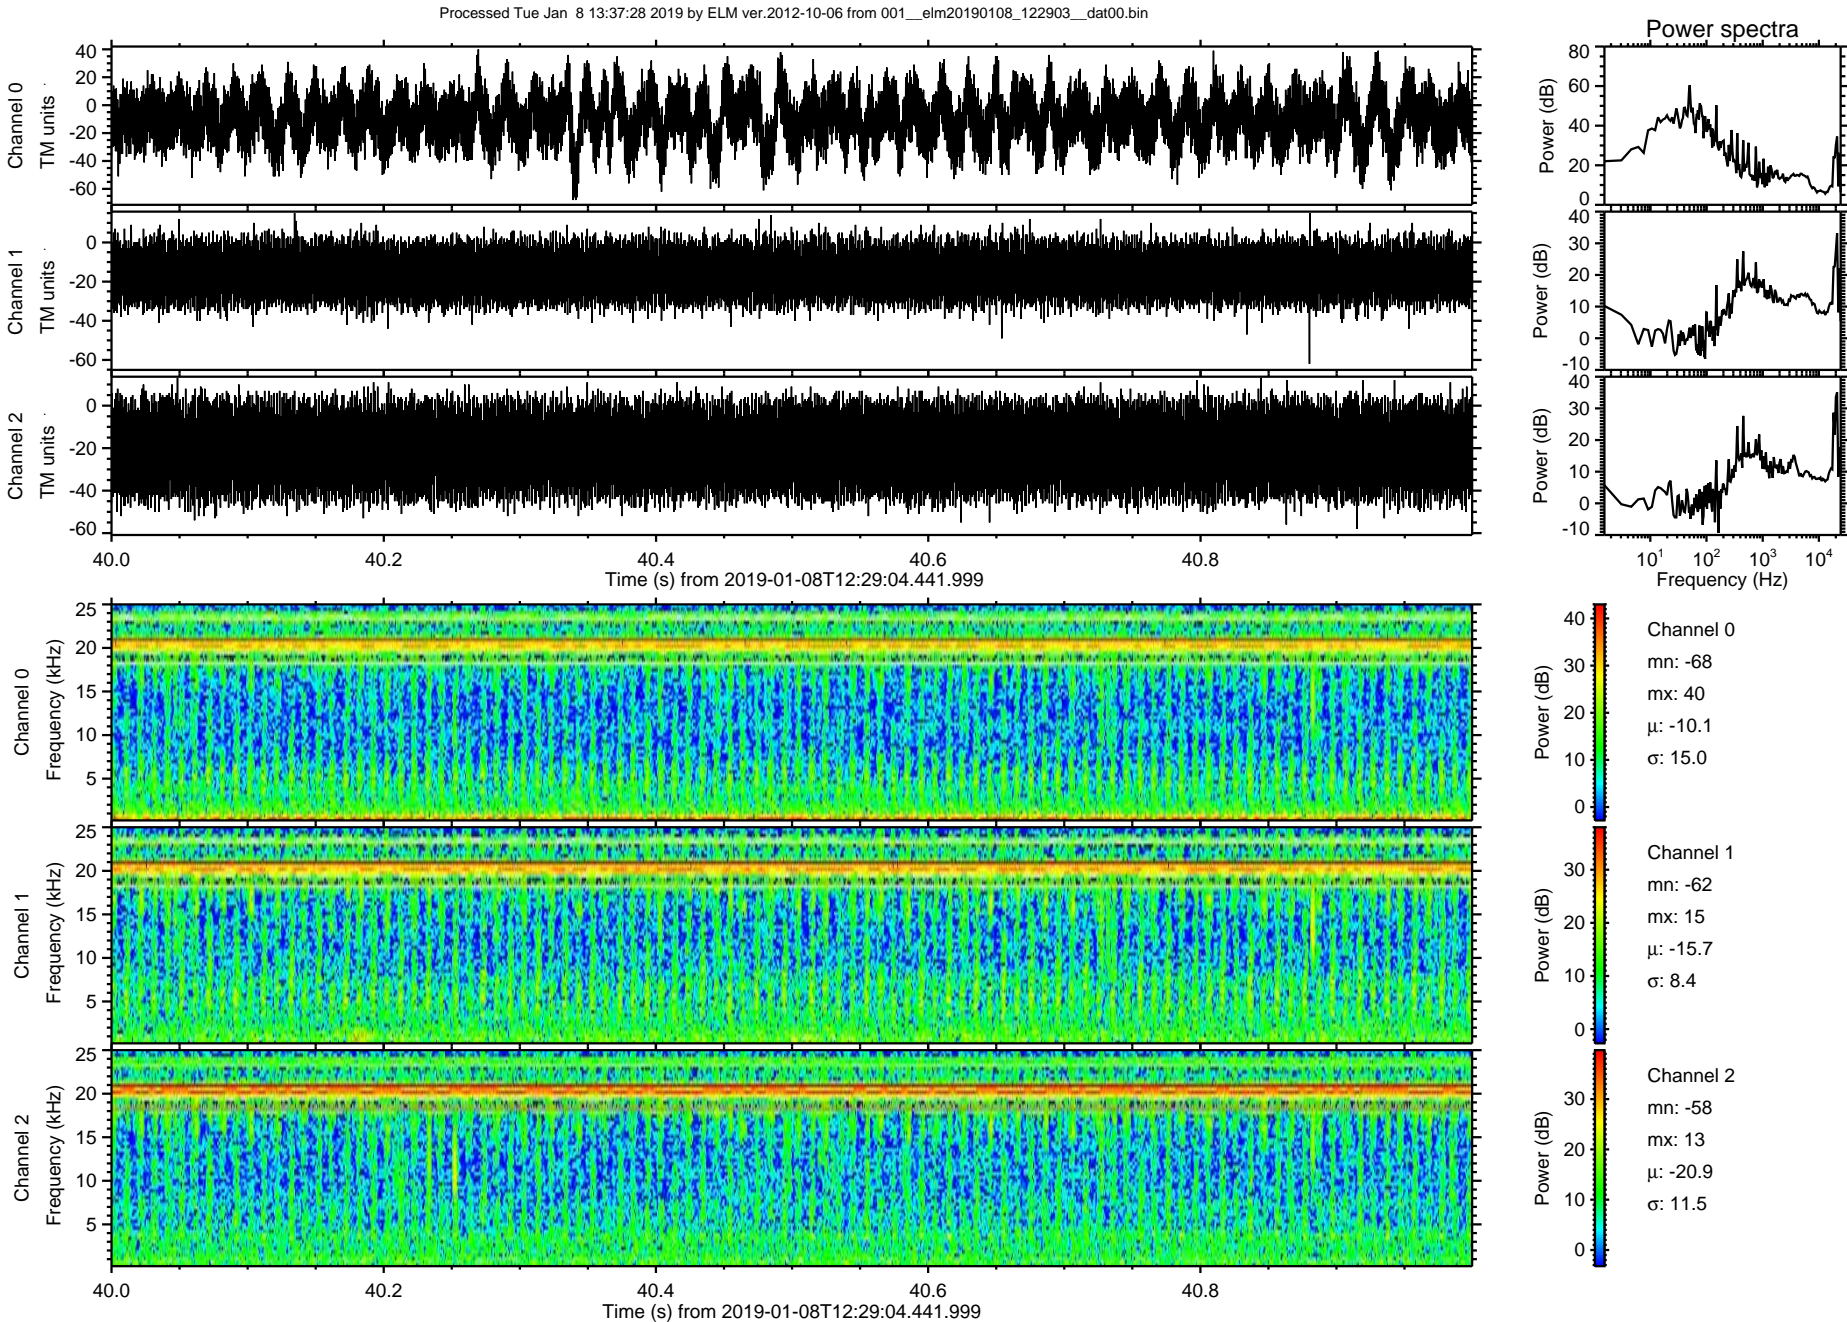 Processed Tue Jan  8 13:37:28 2019 by ELM ver.2012-10-06 from 001__elm20190108_122903__dat00.bin
Power spectra
Channel 0
TM units
40
20
0
-20
-40
-60
Power (dB)
80
60
40
20
0
Channel 1
TM units
0
-20
-40
-60
Power (dB)
40
30
20
10
0
-10
Channel 2
TM units
0
-20
-40
-60
Power (dB)
40
30
20
10
0
-10
40.0 40.2 40.4 40.6 40.8
Time (s) from 2019-01-08T12:29:04.441.999
10¹ 10² 10³ 10⁴
Frequency (Hz)
Channel 0
Frequency (kHz)
25
20
15
10
5
Power (dB)
40
30
20
10
0
Channel 0
mn: -68
mx: 40
μ: -10.1
σ: 15.0
Channel 1
Frequency (kHz)
25
20
15
10
5
Power (dB)
30
20
10
0
Channel 1
mn: -62
mx: 15
μ: -15.7
σ: 8.4
Channel 2
Frequency (kHz)
25
20
15
10
5
Power (dB)
30
20
10
0
Channel 2
mn: -58
mx: 13
μ: -20.9
σ: 11.5
40.0 40.2 40.4 40.6 40.8
Time (s) from 2019-01-08T12:29:04.441.999